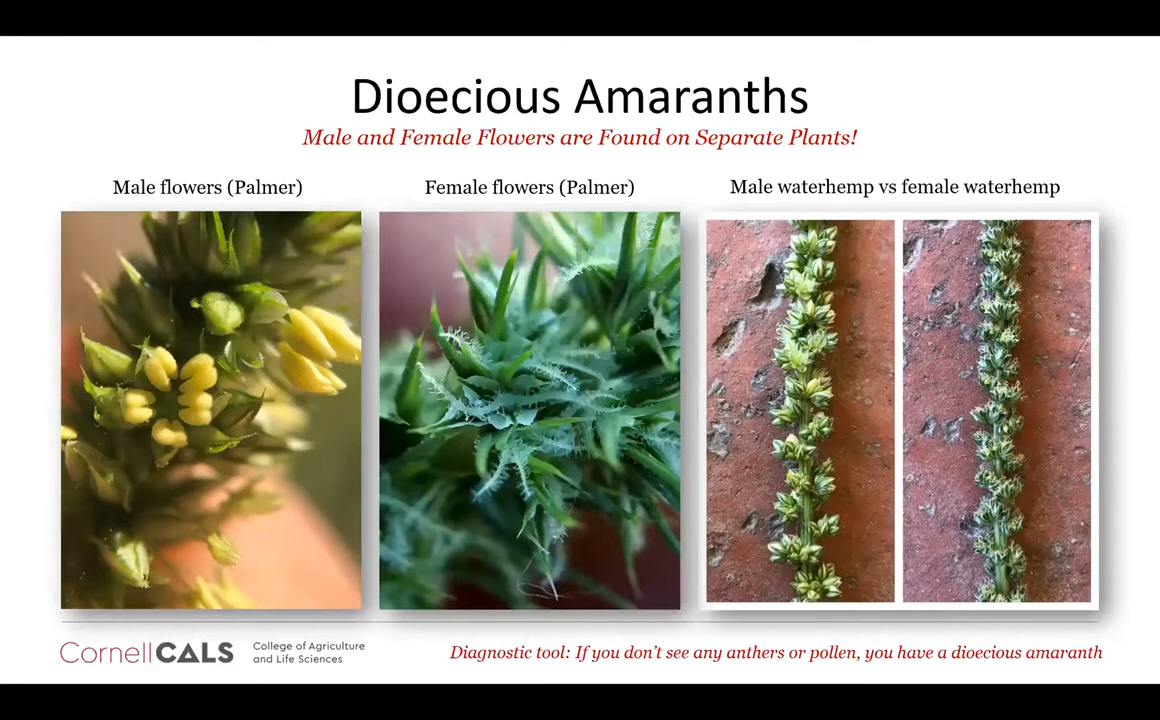 Dioecious Amaranths
Male and Female Flowers are Found on Separate Plants!
Male flowers (Palmer)
Female flowers (Palmer)
Male waterhemp vs female waterhemp
CornellCALS
College of Agriculture
and Life Sciences
Diagnostic tool: If you don't see any anthers or pollen, you have a dioecious amaranth